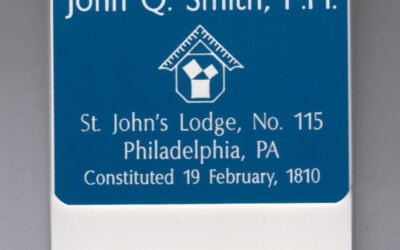 John Q. Smith, P.M.
St. John's Lodge, No. 115
Philadelphia, PA
Constituted 19 February, 1810